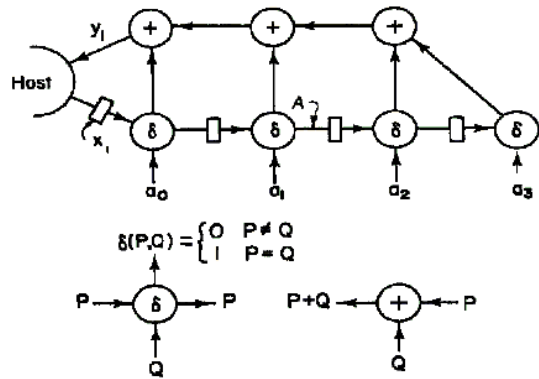 y₁ + + +
Host
x₁ δ δ A δ δ
a₀ a₁ a₂ a₃
δ(P,Q) = { 0 P ≠ Q
1 P = Q
P δ P P+Q + P
Q Q